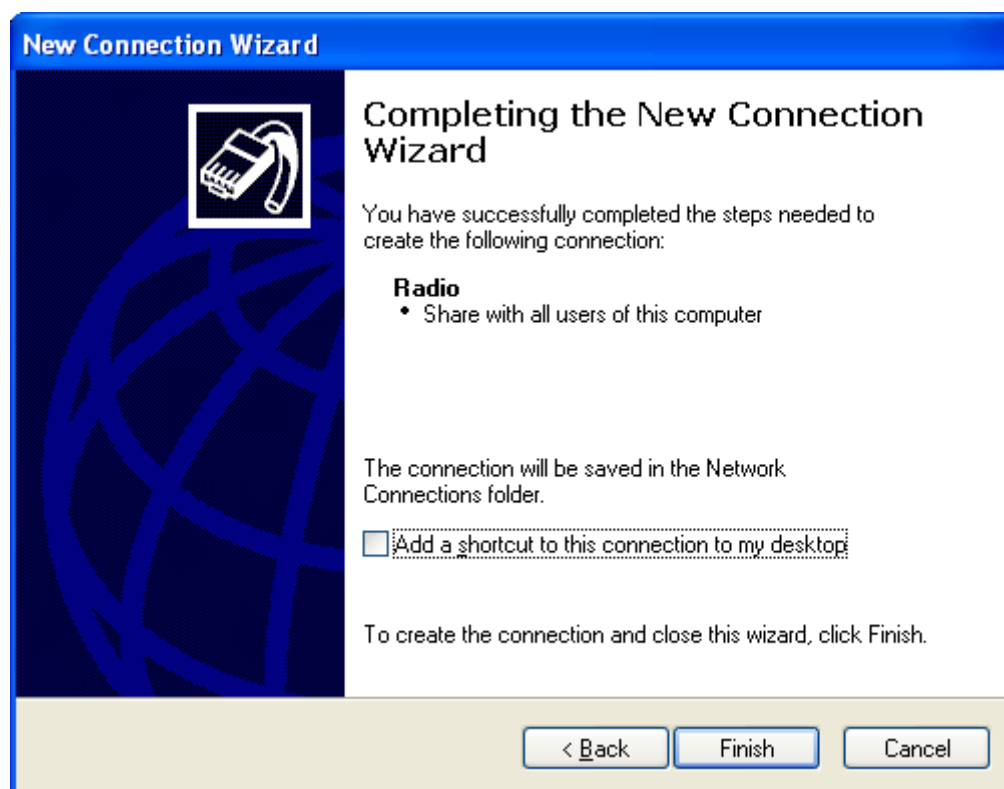 New Connection Wizard
Completing the New Connection
Wizard
You have successfully completed the steps needed to
create the following connection:
Radio
• Share with all users of this computer
The connection will be saved in the Network
Connections folder.
Add a shortcut to this connection to my desktop
To create the connection and close this wizard, click Finish.
< Back
Finish
Cancel